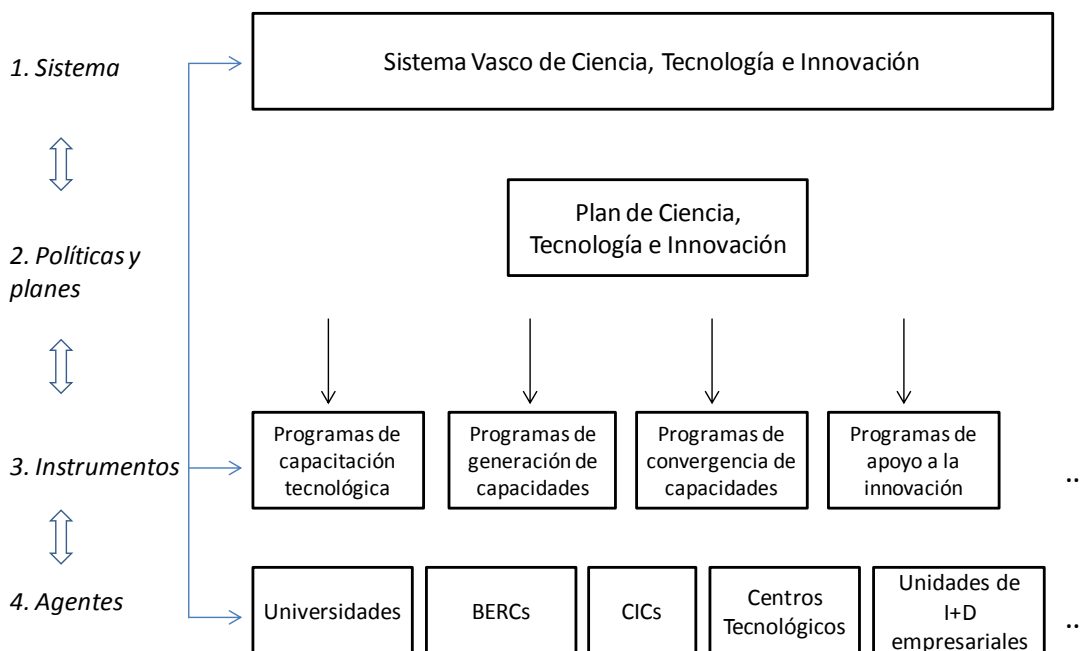 1. Sistema
Sistema Vasco de Ciencia, Tecnología e Innovación
2. Políticas y
planes
Plan de Ciencia,
Tecnología e Innovación
3. Instrumentos
Programas de
capacitación
tecnológica
Programas de
generación de
capacidades
Programas de
convergencia de
capacidades
Programas de
apoyo a la
innovación
..
4. Agentes
Universidades
BERCs
CICs
Centros
Tecnológicos
Unidades de
I+D
empresariales
..